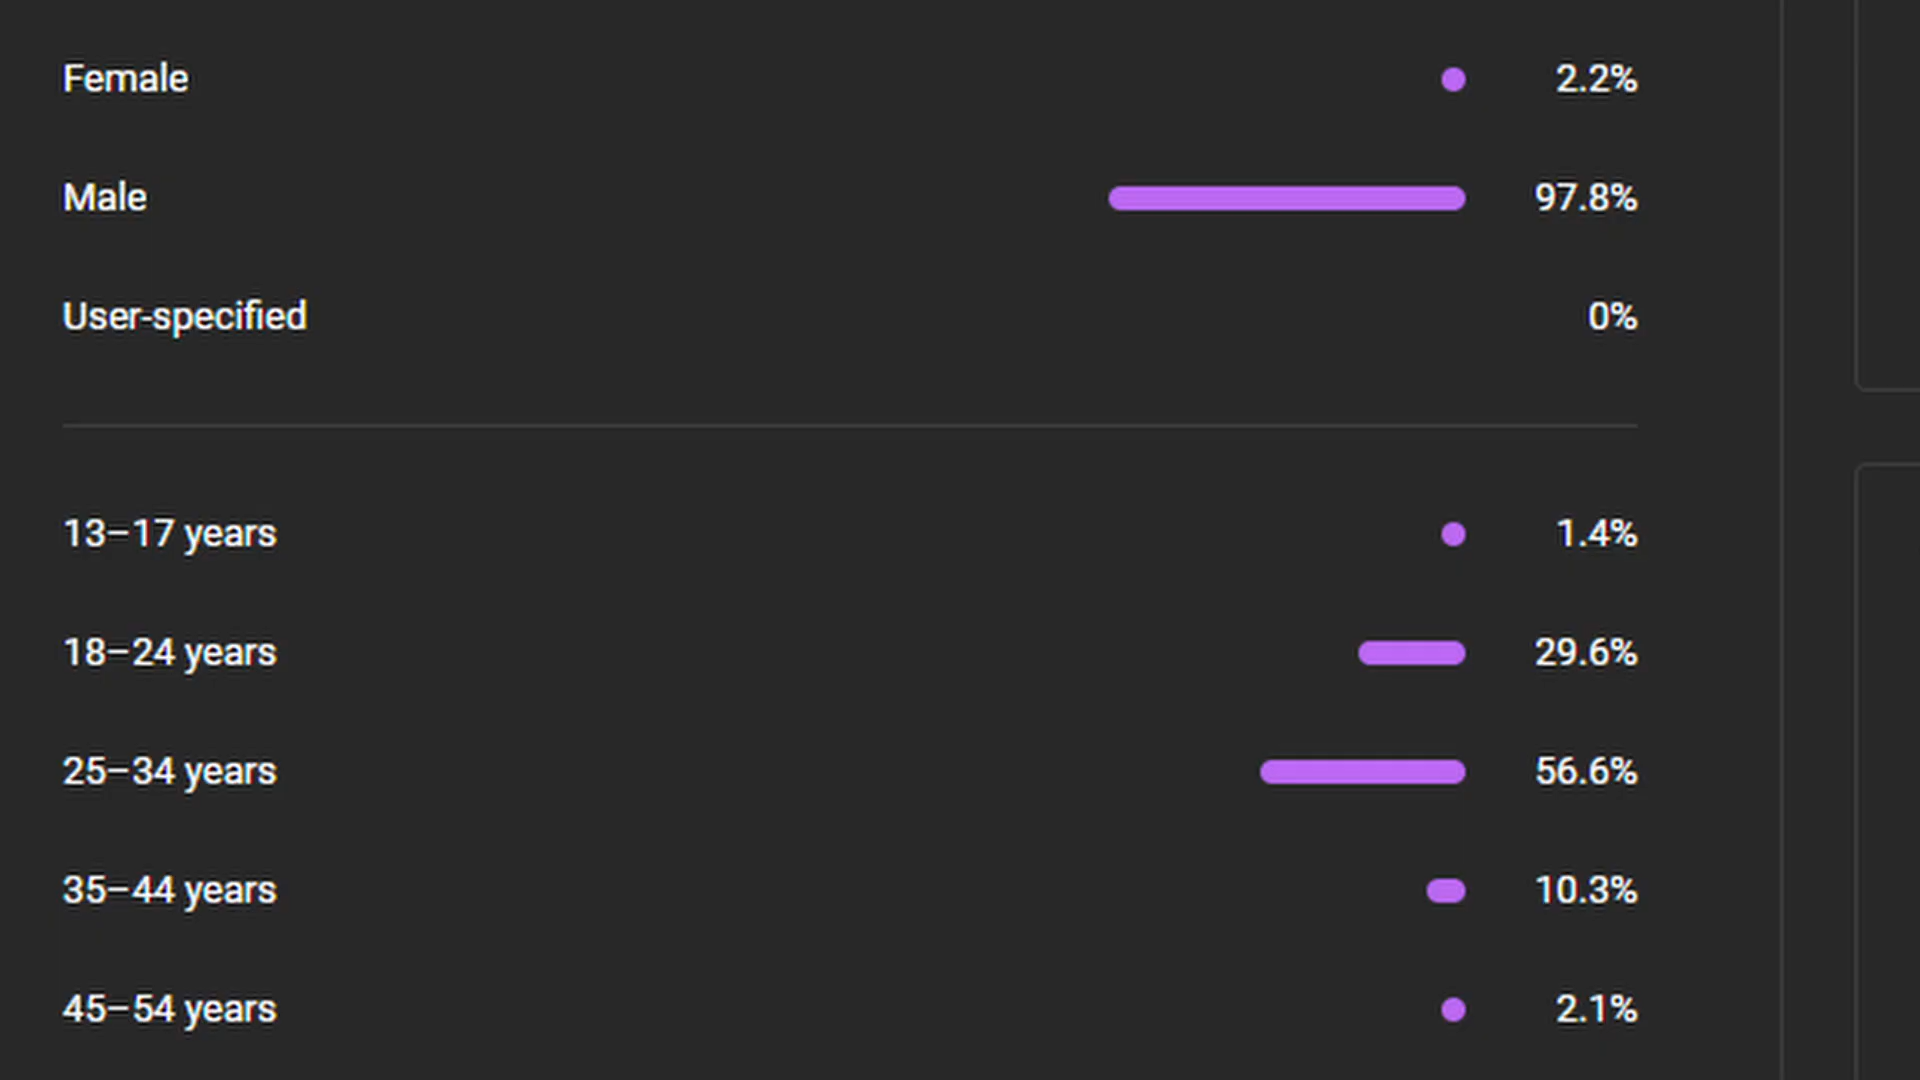 Female 2.2%
Male 97.8%
User-specified 0%
13–17 years 1.4%
18–24 years 29.6%
25–34 years 56.6%
35–44 years 10.3%
45–54 years 2.1%